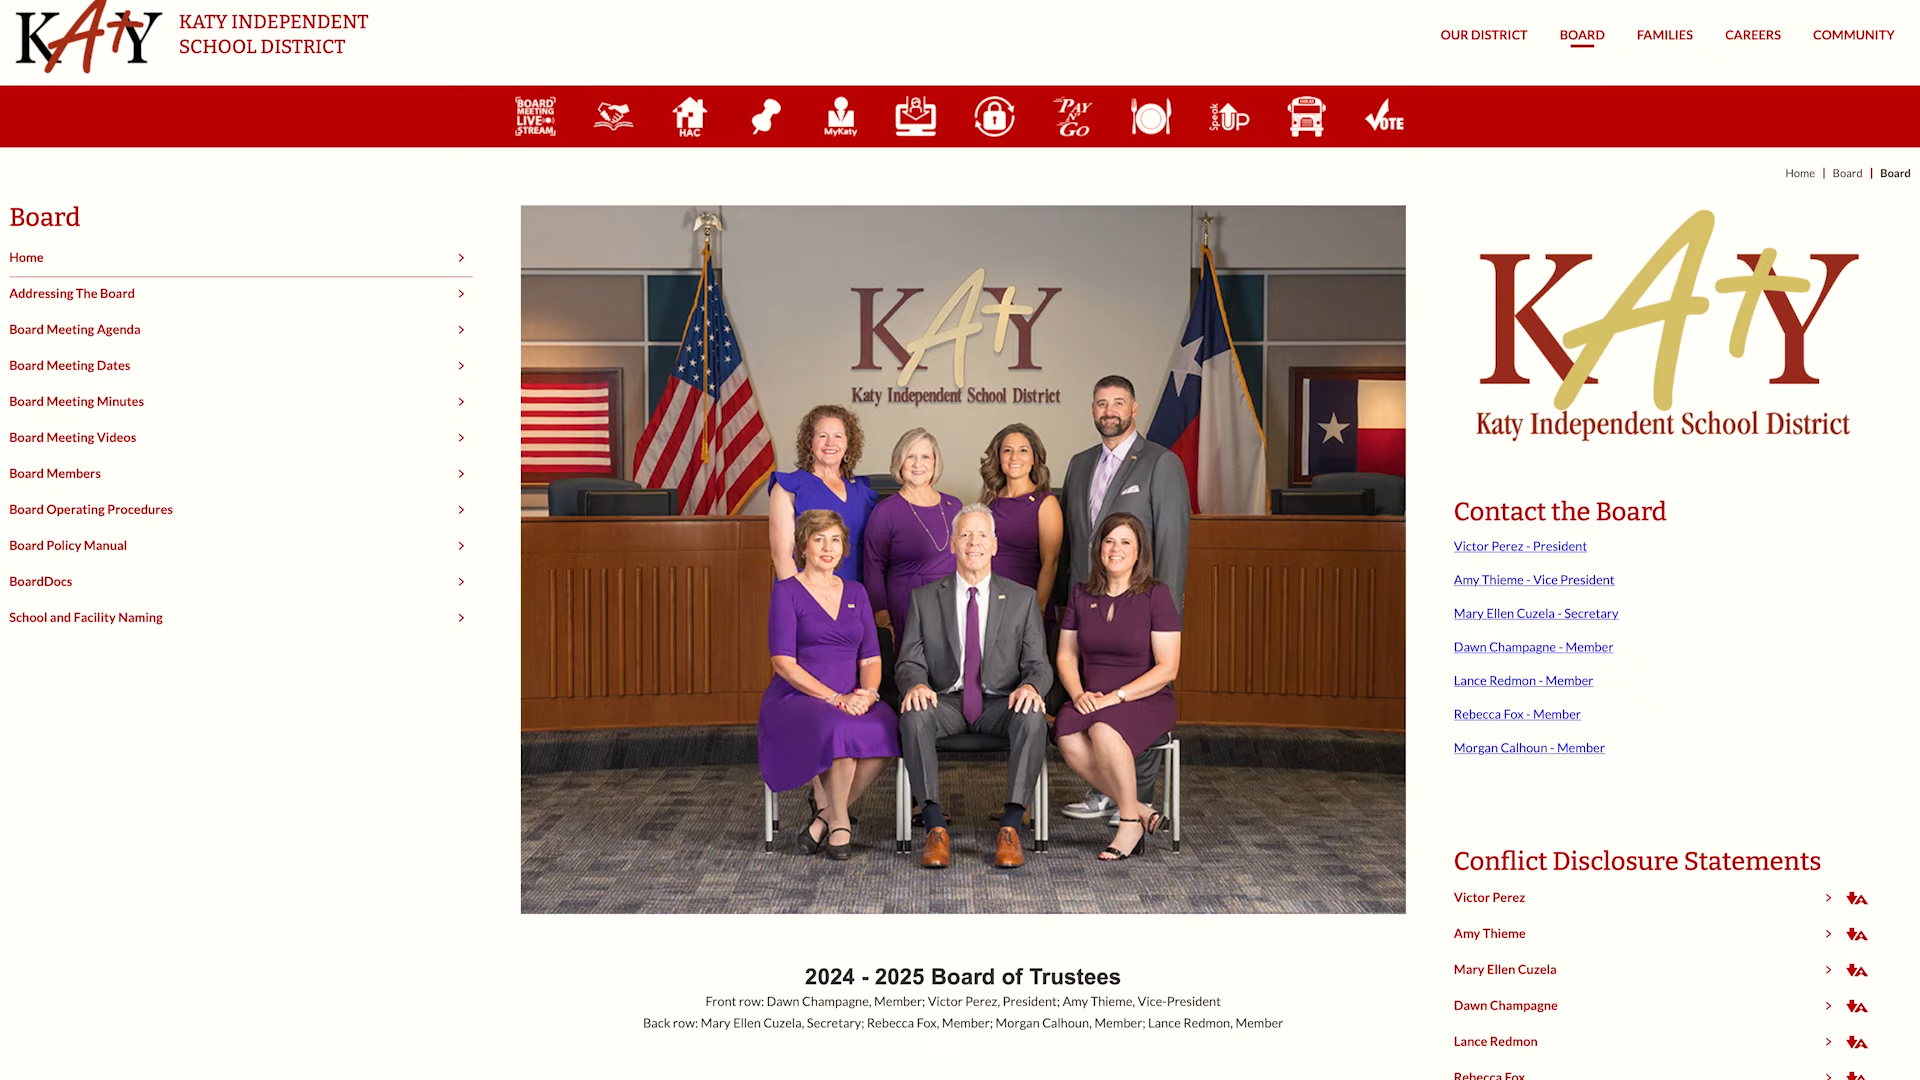 KAtY
KATY INDEPENDENT
SCHOOL DISTRICT
OUR DISTRICT
BOARD
FAMILIES
CAREERS
COMMUNITY
BOARD
MEETING
LIVE
STREAM
HAC
MyKaty
PAY
N'
GO
Speak
UP
VOTE
Home | Board | Board
Board
Home
Addressing The Board
Board Meeting Agenda
Board Meeting Dates
Board Meeting Minutes
Board Meeting Videos
Board Members
Board Operating Procedures
Board Policy Manual
BoardDocs
School and Facility Naming
KAtY
Katy Independent School District
2024 - 2025 Board of Trustees
Front row: Dawn Champagne, Member; Victor Perez, President; Amy Thieme, Vice-President
Back row: Mary Ellen Cuzela, Secretary; Rebecca Fox, Member; Morgan Calhoun, Member; Lance Redmon, Member
KAtY
Katy Independent School District
Contact the Board
Victor Perez - President
Amy Thieme - Vice President
Mary Ellen Cuzela - Secretary
Dawn Champagne - Member
Lance Redmon - Member
Rebecca Fox - Member
Morgan Calhoun - Member
Conflict Disclosure Statements
Victor Perez
Amy Thieme
Mary Ellen Cuzela
Dawn Champagne
Lance Redmon
Rebecca Fox